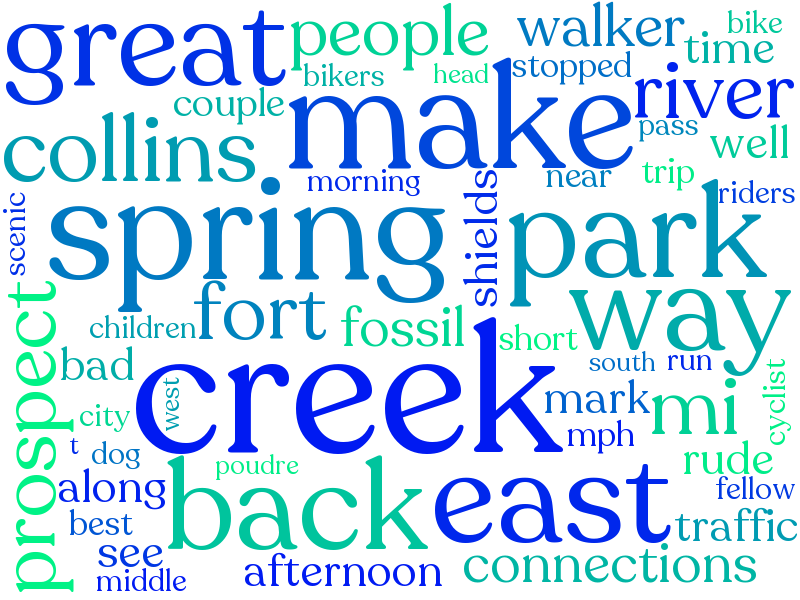 great
people
walker
bike
time
bikers
head
stopped
couple
make
river
pass
collins
well
morning
near
trip
riders
scenic
spring
shields
park
way
fort
fossil
short
children
prospect
bad
creek
south
run
west
mark
mi
cyclist
city
mph
t
dog
poudre
rude
along
back
east
fellow
best
traffic
see
afternoon
connections
middle